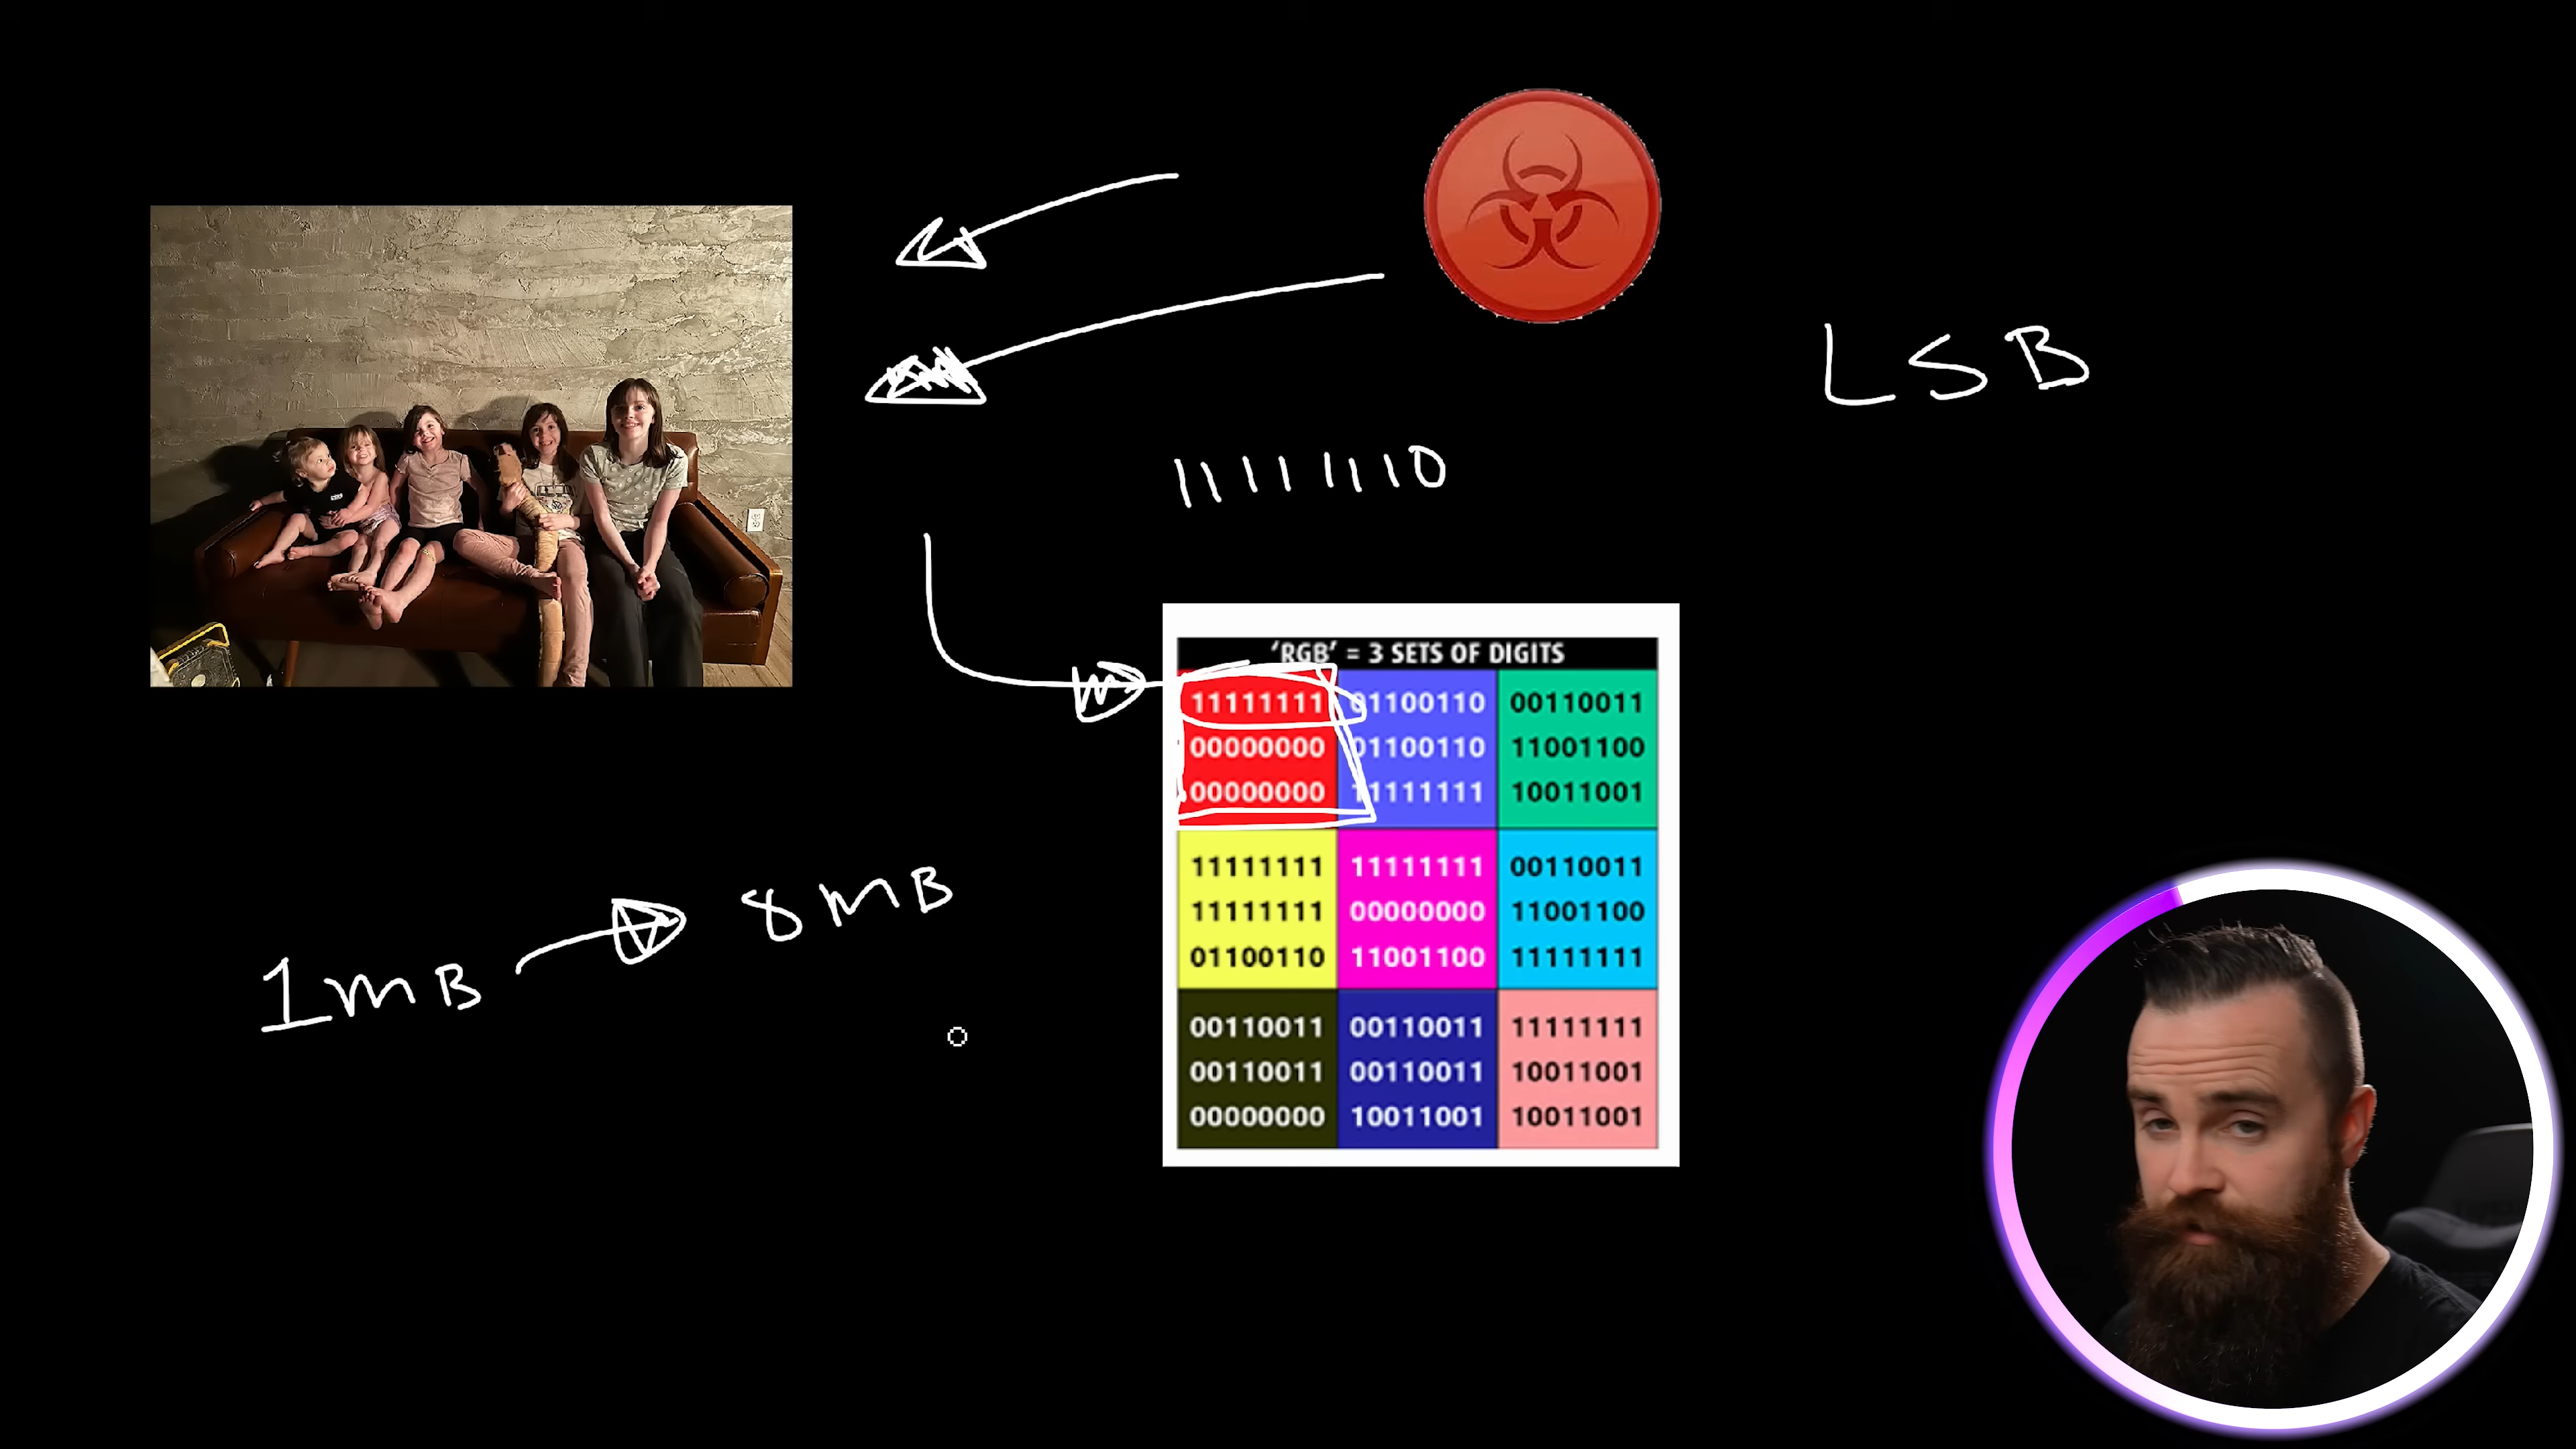 LSB
111111110
'RGB' = 3 SETS OF DIGITS
11111111 01100110 00110011
00000000 01100110 11001100
00000000 11111111 10011001
11111111 11111111 00110011
11111111 00000000 11001100
01100110 11001100 11111111
00110011 00110011 11111111
00110011 00110011 10011001
00000000 10011001 10011001
1MB 8MB